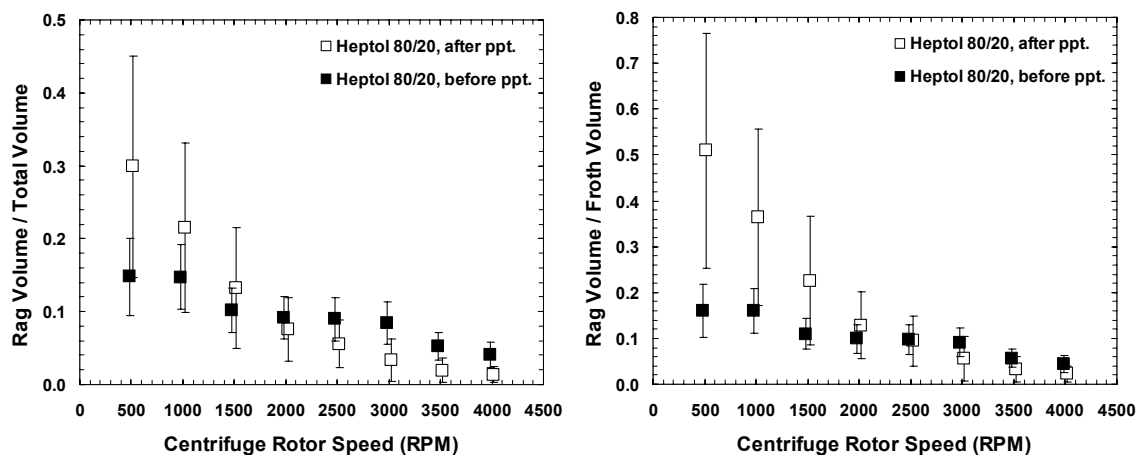 Rag Volume / Total Volume
0.5
0.4
0.3
0.2
0.1
0.0
Heptol 80/20, after ppt.
Heptol 80/20, before ppt.
0 500 1000 1500 2000 2500 3000 3500 4000 4500
Centrifuge Rotor Speed (RPM)
Rag Volume / Froth Volume
0.8
0.7
0.6
0.5
0.4
0.3
0.2
0.1
0.0
Heptol 80/20, after ppt.
Heptol 80/20, before ppt.
0 500 1000 1500 2000 2500 3000 3500 4000 4500
Centrifuge Rotor Speed (RPM)